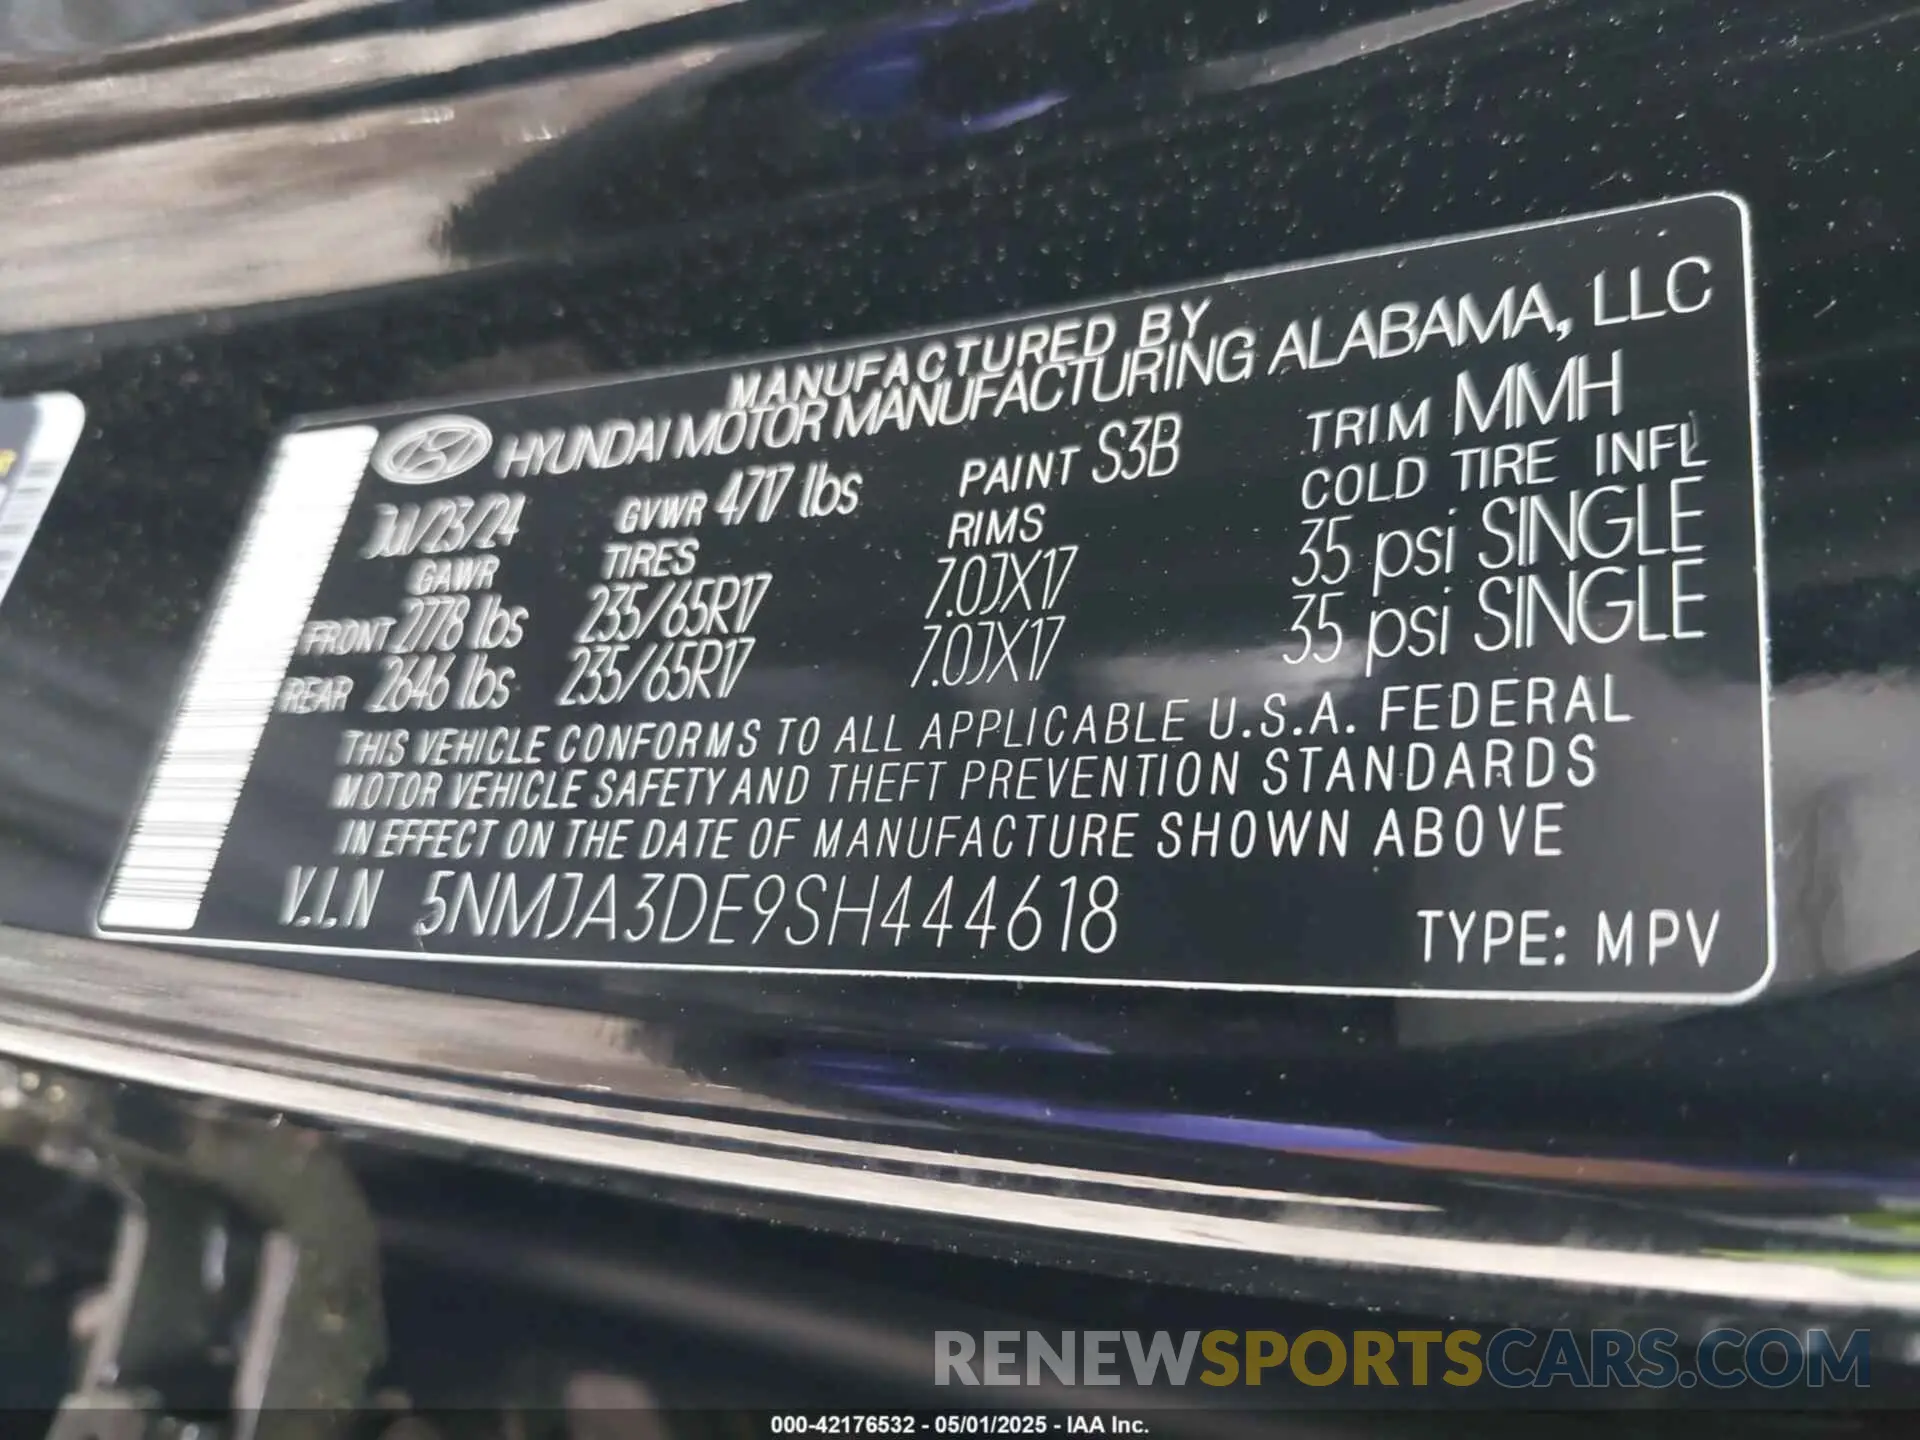 MANUFACTURED BY
HYUNDAI MOTOR MANUFACTURING ALABAMA, LLC
JUl/23/24 GVWR 4717 lbs PAINT S3B TRIM MMH
GAWR TIRES RIMS COLD TIRE INFL
FRONT 2778 lbs 235/65R17 7.0JX17 35 psi SINGLE
REAR 2646 lbs 235/65R17 7.0JX17 35 psi SINGLE
THIS VEHICLE CONFORMS TO ALL APPLICABLE U.S.A. FEDERAL
MOTOR VEHICLE SAFETY AND THEFT PREVENTION STANDARDS
IN EFFECT ON THE DATE OF MANUFACTURE SHOWN ABOVE
V.I.N 5NMJA3DE9SH444618 TYPE: MPV
RENEWSPORTSCARS.COM
000-42176532 - 05/01/2025 - IAA Inc.